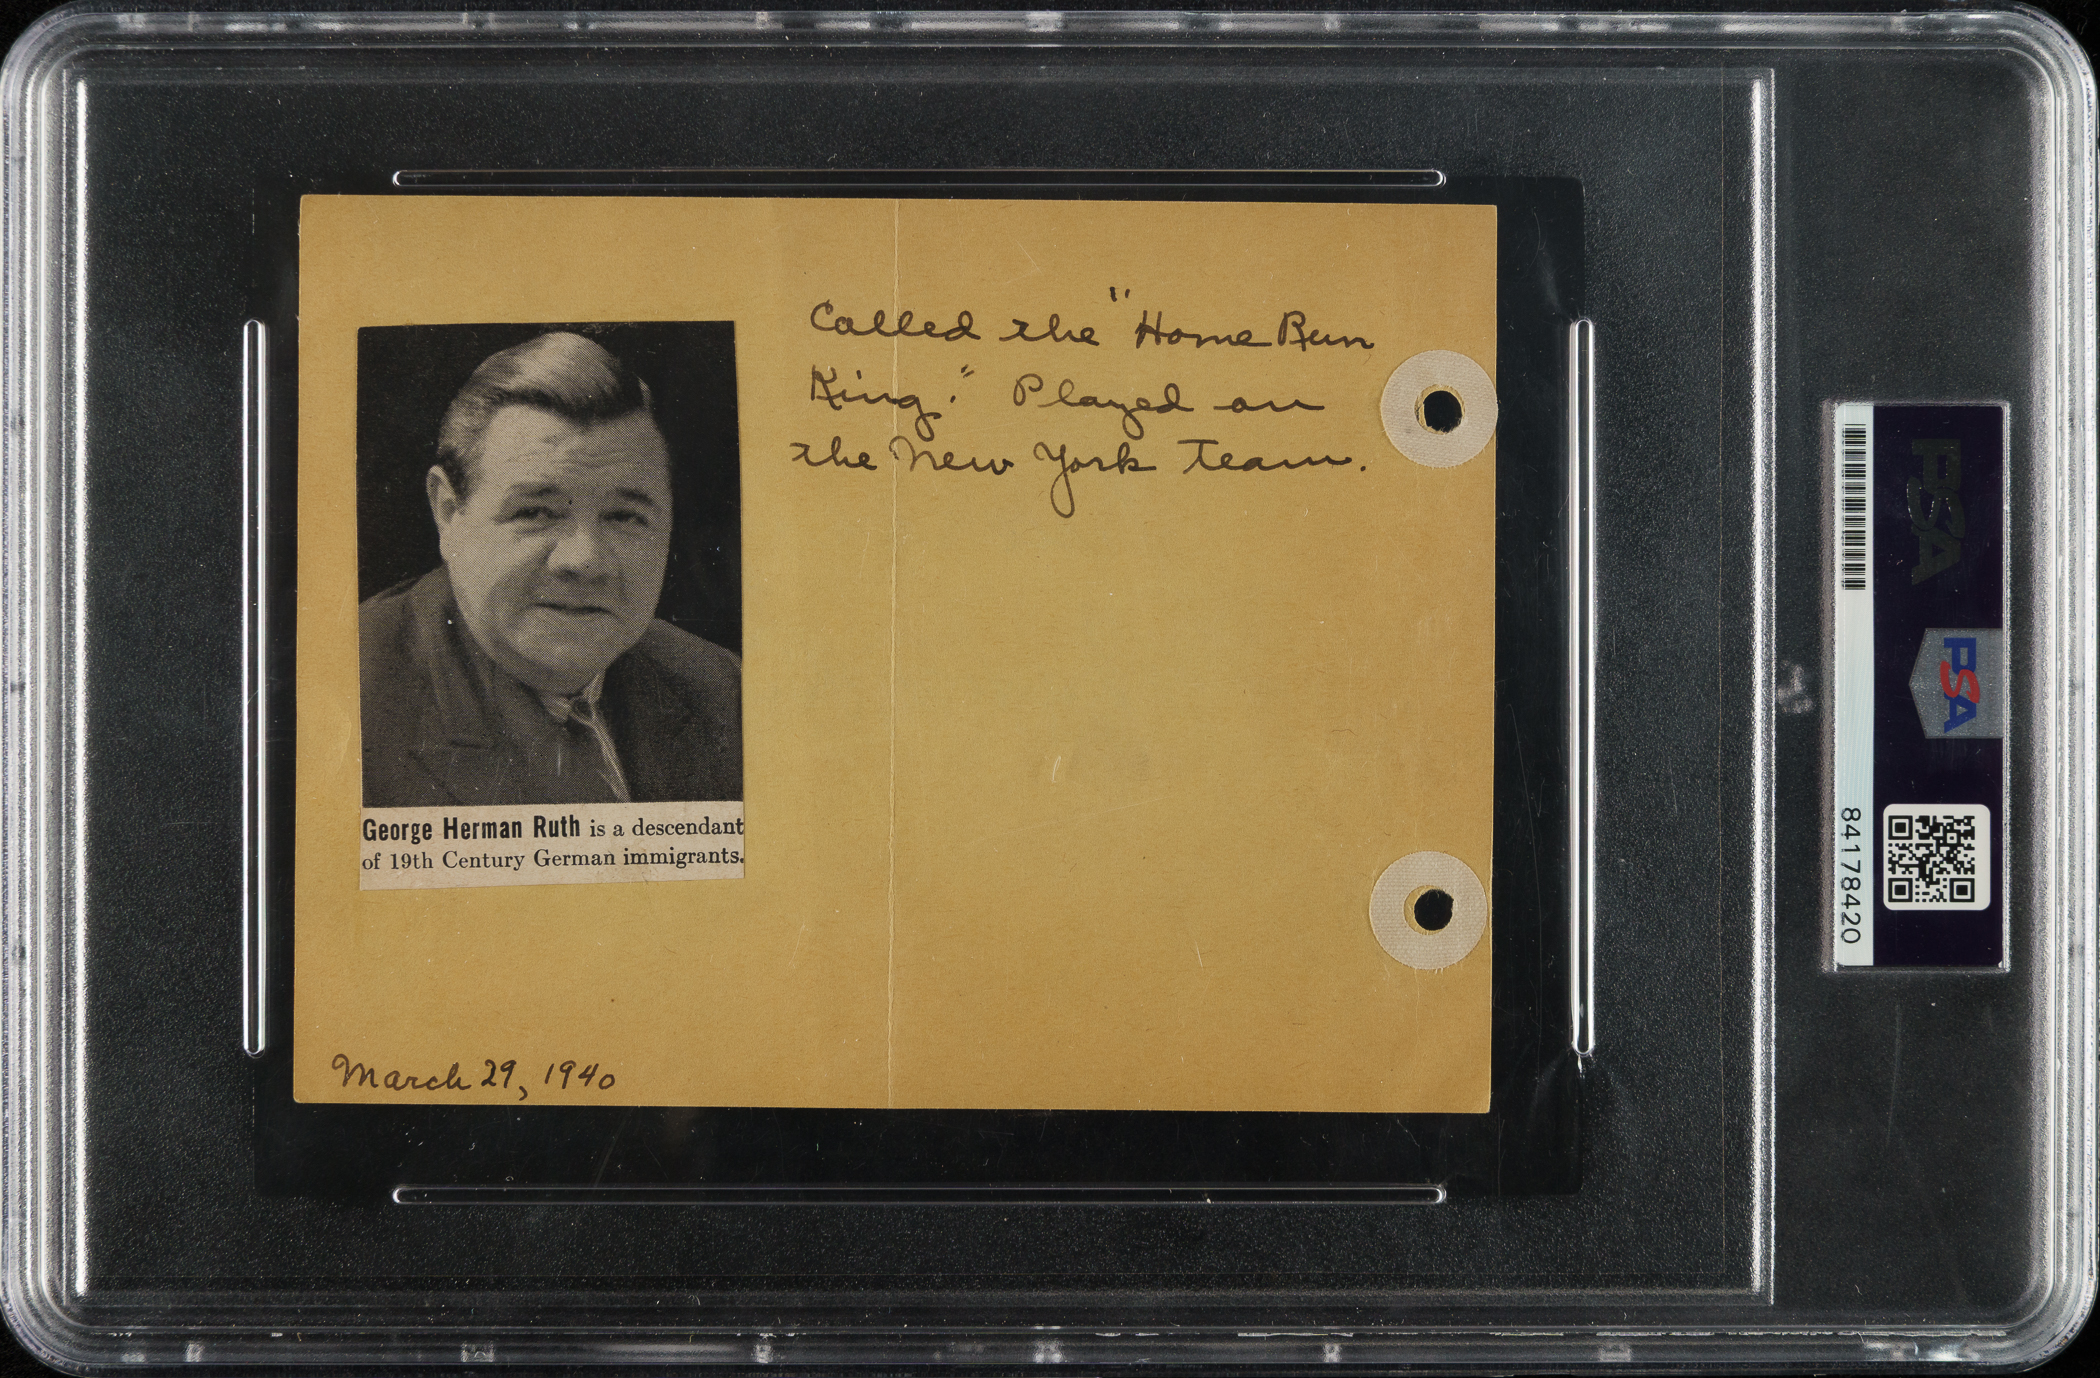 Called the "Home Run
King." Played on
the New York Team.
George Herman Ruth is a descendant
of 19th Century German immigrants.
March 29, 1940
PSA
PSA
84178420